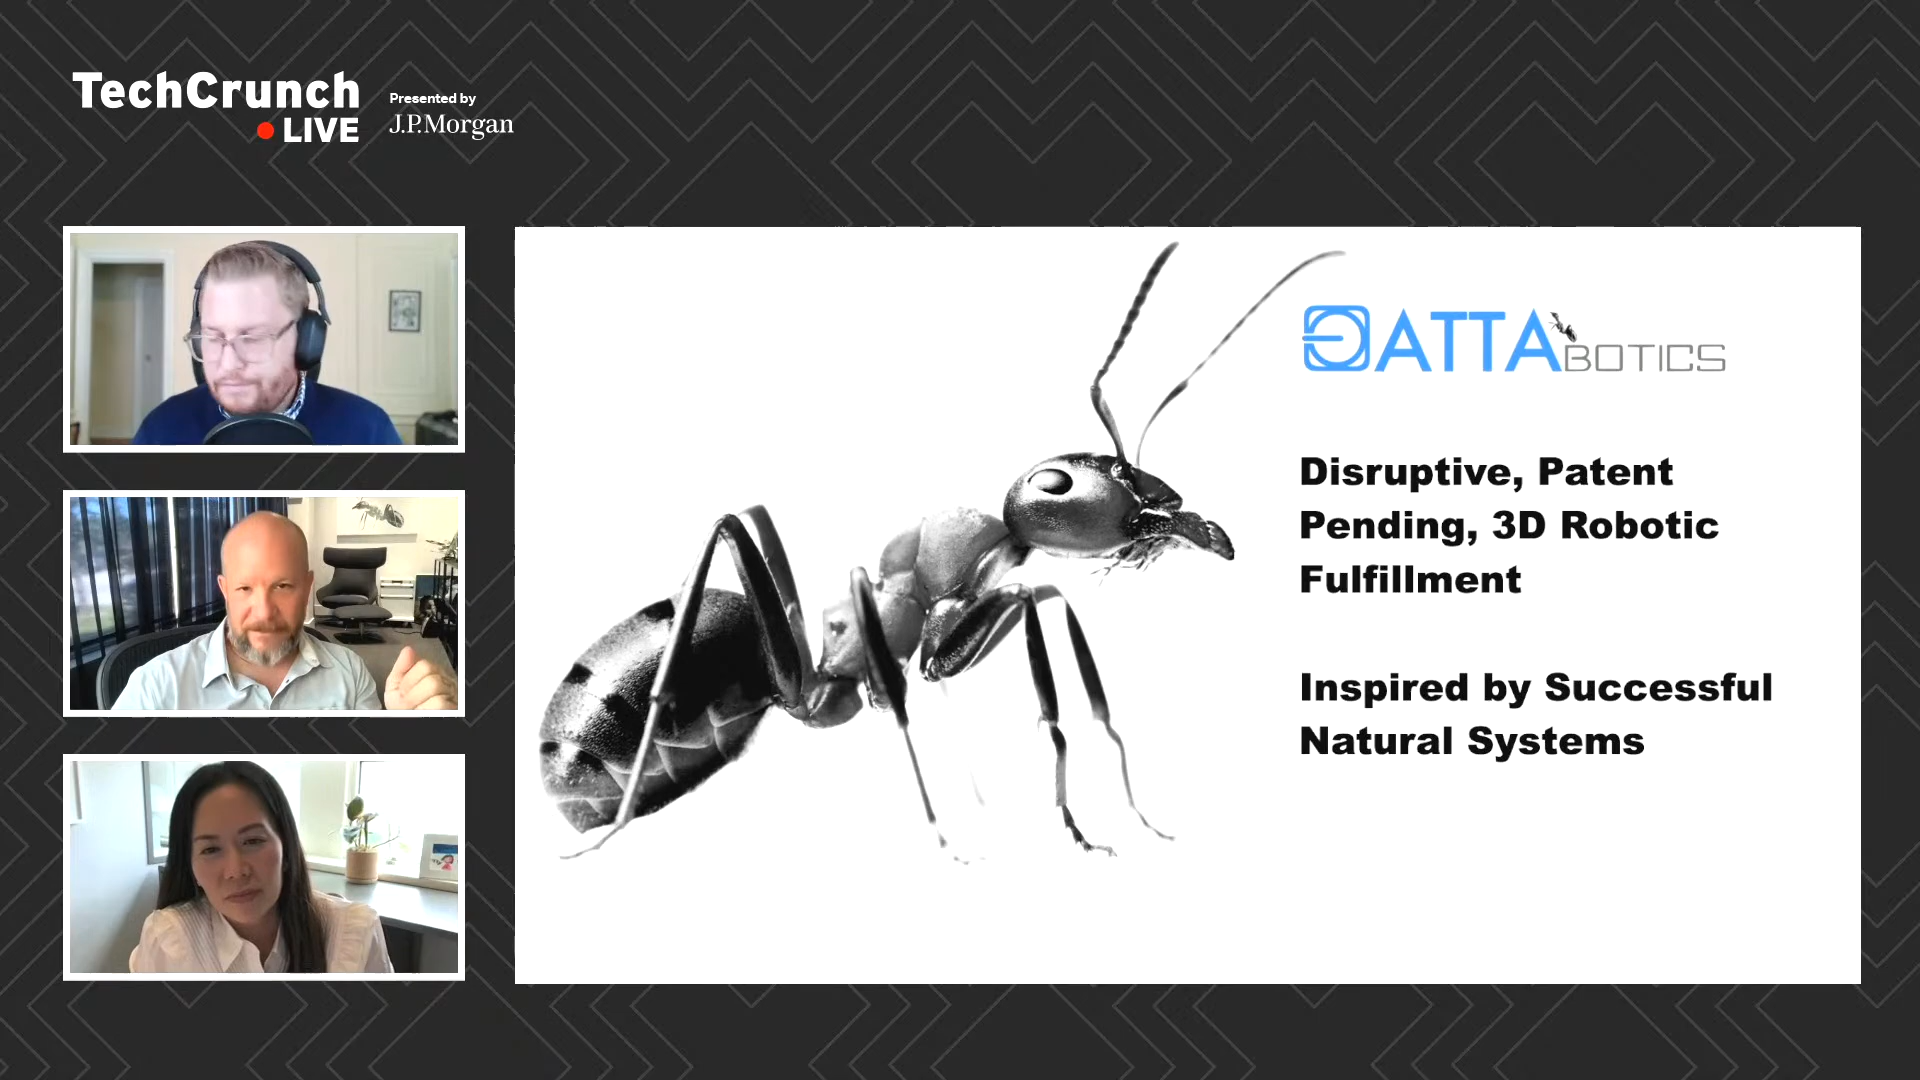 TechCrunch
LIVE
Presented by
J.P.Morgan
ATTABOTICS
Disruptive, Patent
Pending, 3D Robotic
Fulfillment
Inspired by Successful
Natural Systems